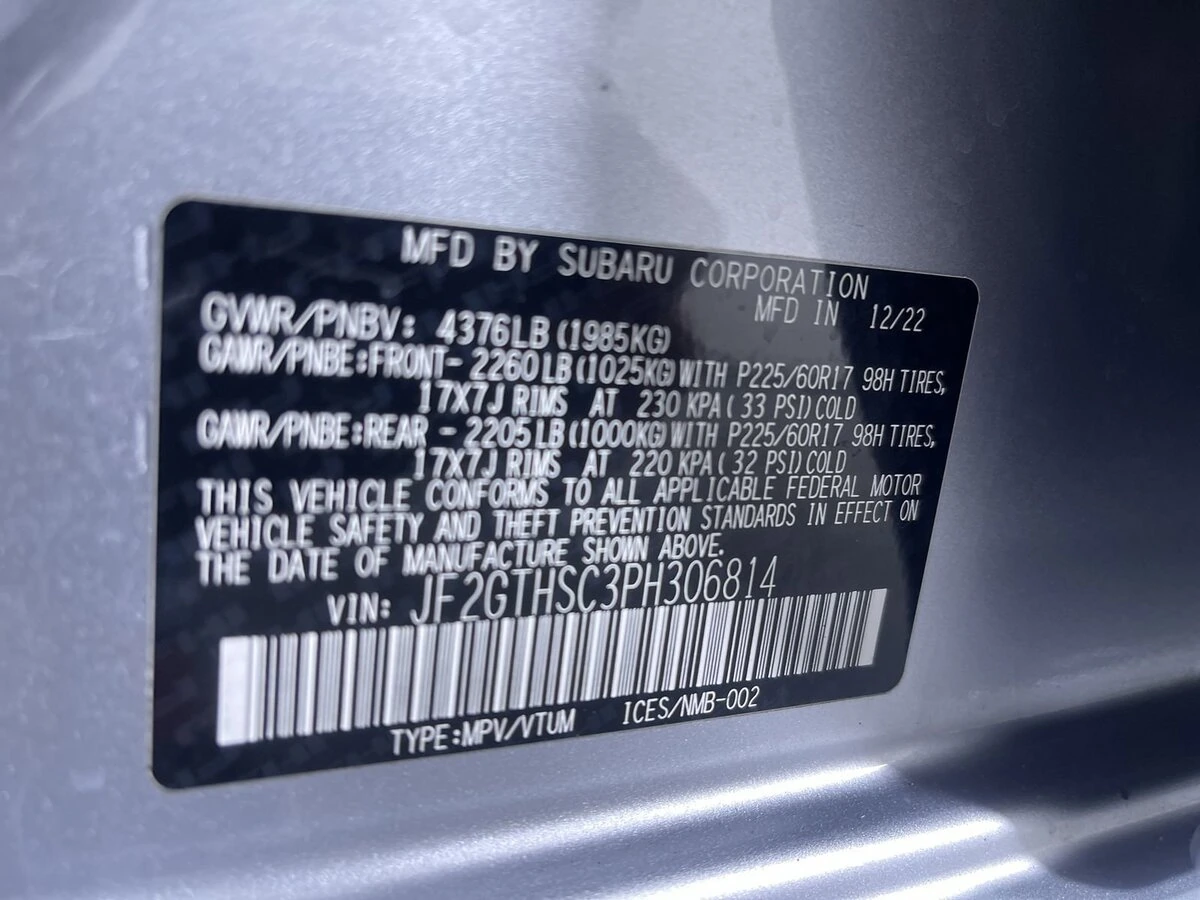 MFD BY SUBARU CORPORATION
MFD IN 12/22
GVWR/PNBV: 4376LB (1985KG)
GAWR/PNBE:FRONT- 2260LB(1025KG)WITH P225/60R17 98H TIRES,
17X7J RIMS AT 230 KPA( 33 PSI)COLD
GAWR/PNBE:REAR - 2205LB(1000KG)WITH P225/60R17 98H TIRES,
17X7J RIMS AT 220 KPA( 32 PSI)COLD
THIS VEHICLE CONFORMS TO ALL APPLICABLE FEDERAL MOTOR
VEHICLE SAFETY AND THEFT PREVENTION STANDARDS IN EFFECT ON
THE DATE OF MANUFACTURE SHOWN ABOVE.
VIN: JF2GTHSC3PH306814
TYPE:MPV/VTUM ICES/NMB-002